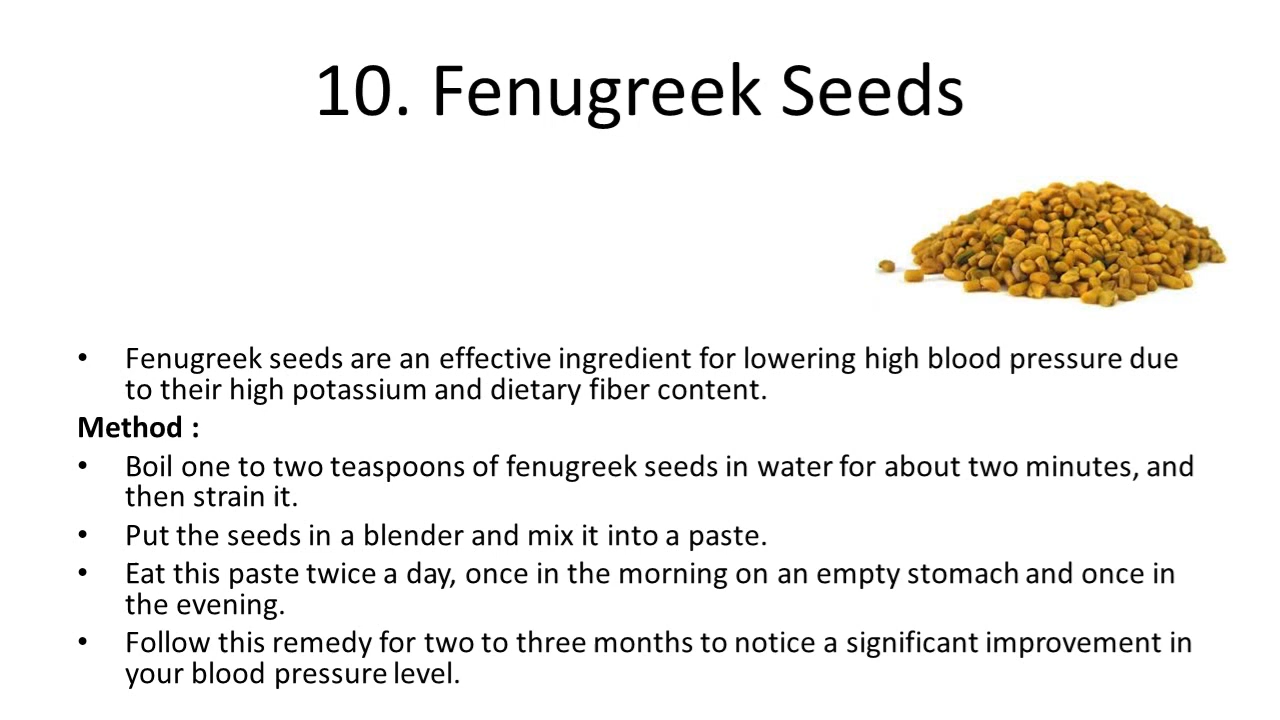 10. Fenugreek Seeds
• Fenugreek seeds are an effective ingredient for lowering high blood pressure due
to their high potassium and dietary fiber content.
Method :
• Boil one to two teaspoons of fenugreek seeds in water for about two minutes, and
then strain it.
• Put the seeds in a blender and mix it into a paste.
• Eat this paste twice a day, once in the morning on an empty stomach and once in
the evening.
• Follow this remedy for two to three months to notice a significant improvement in
your blood pressure level.